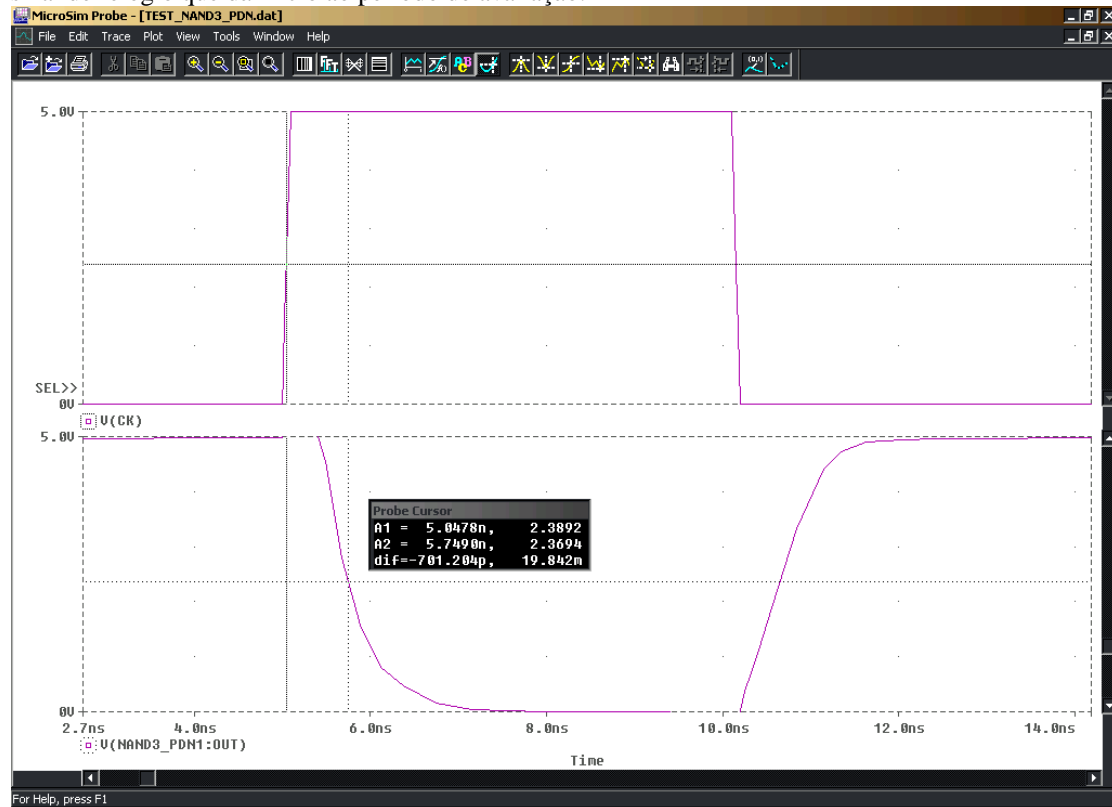 MicroSim Probe - [TEST_NAND3_PDN.dat]
File Edit Trace Plot View Tools Window Help
5.0V
SEL>>
0V
V(CK)
5.0V
Probe Cursor
A1 = 5.0478n, 2.3892
A2 = 5.7490n, 2.3694
dif=-701.204p, 19.842m
0V
2.7ns 4.0ns 6.0ns 8.0ns 10.0ns 12.0ns 14.0ns
V(NAND3_PDN1:OUT)
Time
For Help, press F1